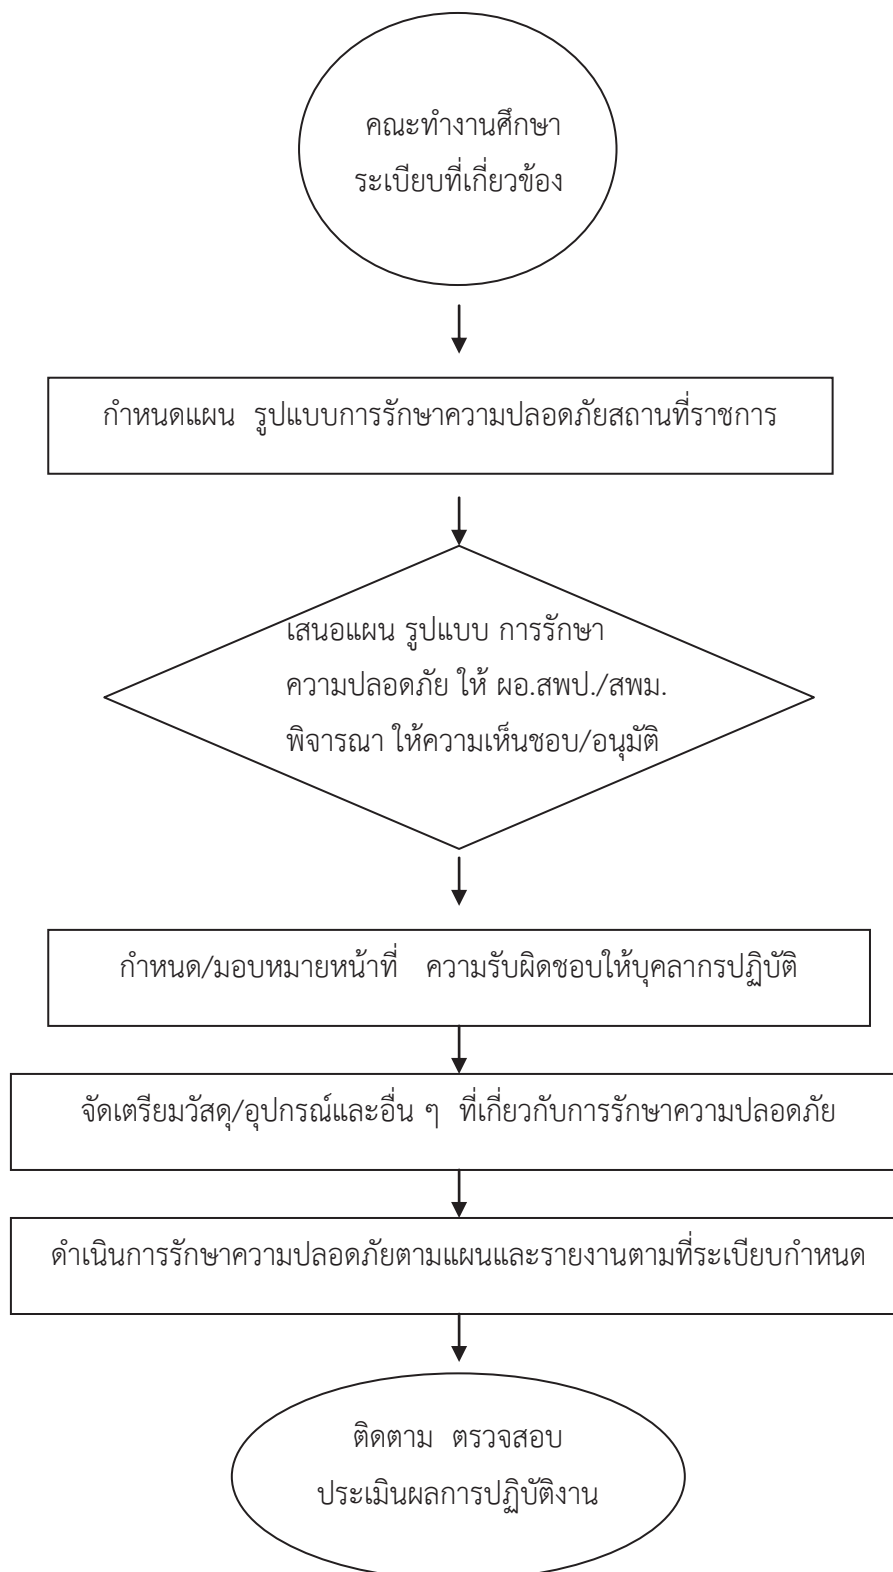 คณะทำงานศึกษา
ระเบียบที่เกี่ยวข้อง
กำหนดแผน รูปแบบการรักษาความปลอดภัยสถานที่ราชการ
เสนอแผน รูปแบบ การรักษา
ความปลอดภัย ให้ ผอ.สพป./สพม.
พิจารณา ให้ความเห็นชอบ/อนุมัติ
กำหนด/มอบหมายหน้าที่ ความรับผิดชอบให้บุคลากรปฏิบัติ
จัดเตรียมวัสดุ/อุปกรณ์และอื่น ๆ ที่เกี่ยวกับการรักษาความปลอดภัย
ดำเนินการรักษาความปลอดภัยตามแผนและรายงานตามที่ระเบียบกำหนด
ติดตาม ตรวจสอบ
ประเมินผลการปฏิบัติงาน